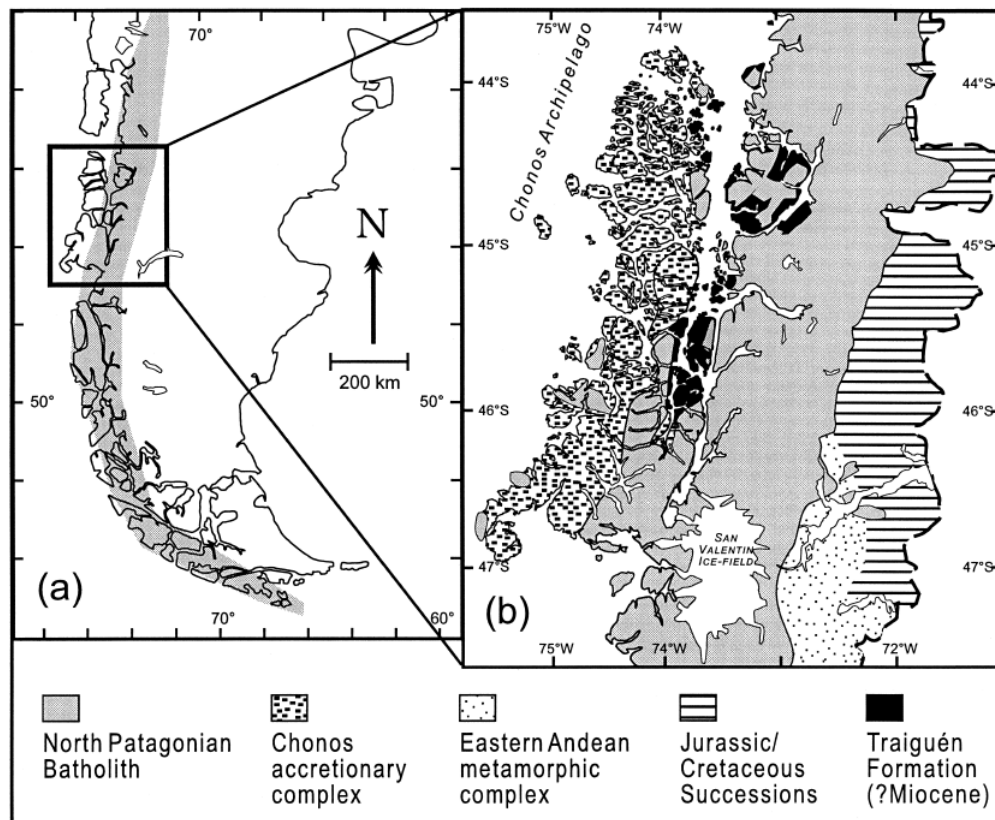 70°
N
200 km
50°
50°
(a)
70°
60°
75°W
74°W
44°S
44°S
Chonos Archipelago
45°S
45°S
46°S
46°S
SAN
VALENTIN
ICE-FIELD
47°S
47°S
(b)
75°W
74°W
72°W
North Patagonian
Batholith
Chonos
accretionary
complex
Eastern Andean
metamorphic
complex
Jurassic/
Cretaceous
Successions
Traiguén
Formation
(?Miocene)